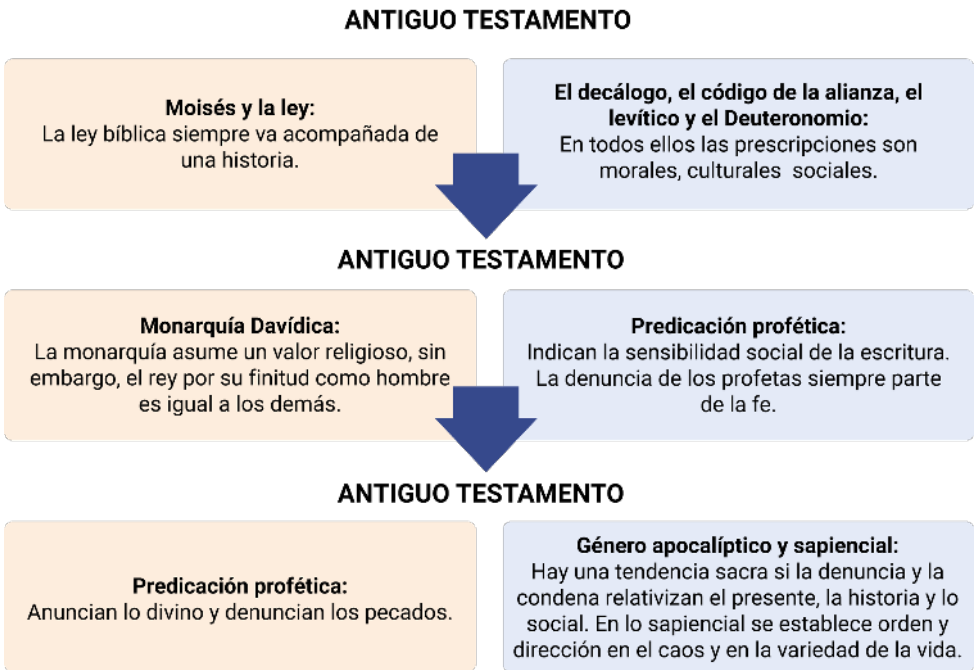 ANTIGUO TESTAMENTO
Moisés y la ley:
La ley bíblica siempre va acompañada de
una historia.
El decálogo, el código de la alianza, el
levítico y el Deuteronomio:
En todos ellos las prescripciones son
morales, culturales  sociales.
ANTIGUO TESTAMENTO
Monarquía Davídica:
La monarquía asume un valor religioso, sin
embargo, el rey por su finitud como hombre
es igual a los demás.
Predicación profética:
Indican la sensibilidad social de la escritura.
La denuncia de los profetas siempre parte
de la fe.
ANTIGUO TESTAMENTO
Predicación profética:
Anuncian lo divino y denuncian los pecados.
Género apocalíptico y sapiencial:
Hay una tendencia sacra si la denuncia y la
condena relativizan el presente, la historia y lo
social. En lo sapiencial se establece orden y
dirección en el caos y en la variedad de la vida.